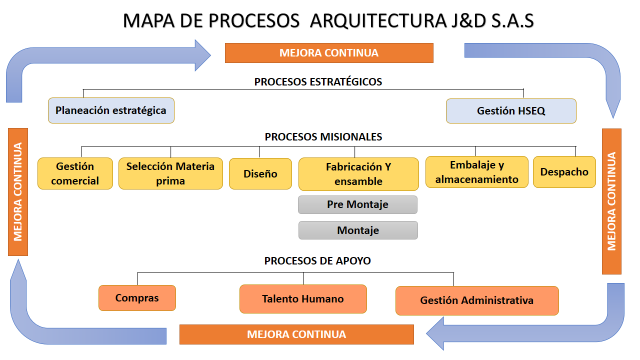 MAPA DE PROCESOS ARQUITECTURA J&D S.A.S
MEJORA CONTINUA
PROCESOS ESTRATÉGICOS
Planeación estratégica
Gestión HSEQ
MEJORA CONTINUA
MEJORA CONTINUA
PROCESOS MISIONALES
Gestión
comercial
Selección Materia
prima
Diseño
Fabricación Y
ensamble
Embalaje y
almacenamiento
Despacho
Pre Montaje
Montaje
PROCESOS DE APOYO
Compras
Talento Humano
Gestión Administrativa
MEJORA CONTINUA